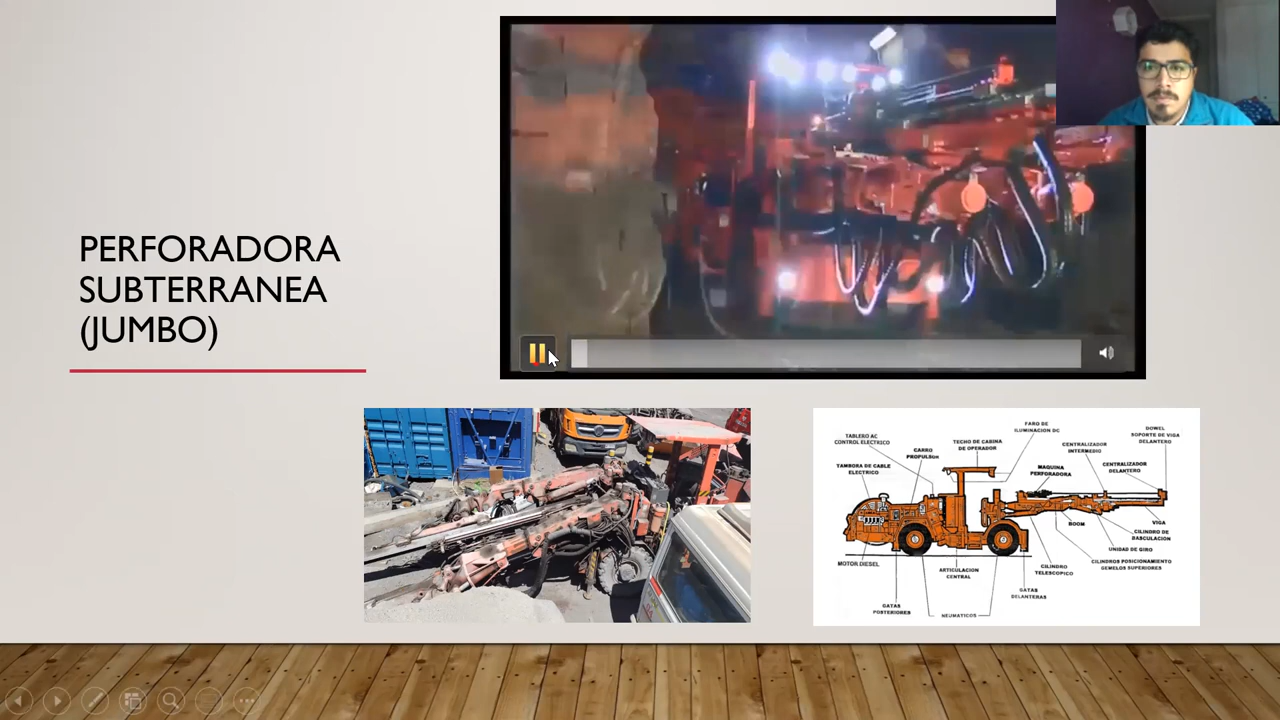 PERFORADORA
SUBTERRANEA
(JUMBO)
FARO DE
ILUMINACION DC
TABLERO AC
CONTROL ELECTRICO
TECHO DE CABINA
DE OPERADOR
DOWEL
SOPORTE DE VIGA
DELANTERO
CARRO
PROPULSOR
CENTRALIZADOR
INTERMEDIO
TAMBORA DE CABLE
ELECTRICO
MAQUINA
PERFORADORA
CENTRALIZADOR
DELANTERO
BOOM
VIGA
CILINDRO DE
BASCULACION
UNIDAD DE GIRO
MOTOR DIESEL
ARTICULACION
CENTRAL
CILINDRO
TELESCOPICO
CILINDROS POSICIONAMIENTO
GEMELOS SUPERIORES
GATAS
DELANTERAS
GATAS
POSTERIORES
NEUMATICOS